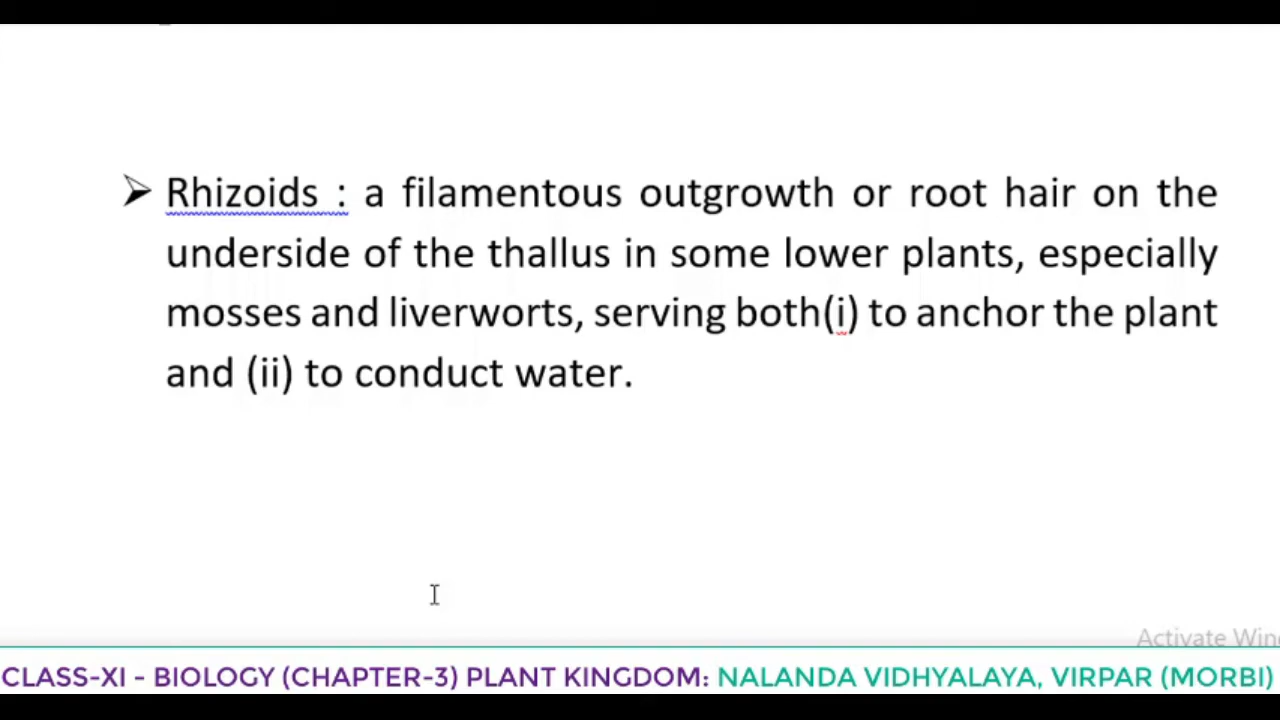 ➤ Rhizoids : a filamentous outgrowth or root hair on the
underside of the thallus in some lower plants, especially
mosses and liverworts, serving both(i) to anchor the plant
and (ii) to conduct water.
Activate Win
CLASS-XI - BIOLOGY (CHAPTER-3) PLANT KINGDOM: NALANDA VIDHYALAYA, VIRPAR (MORBI)